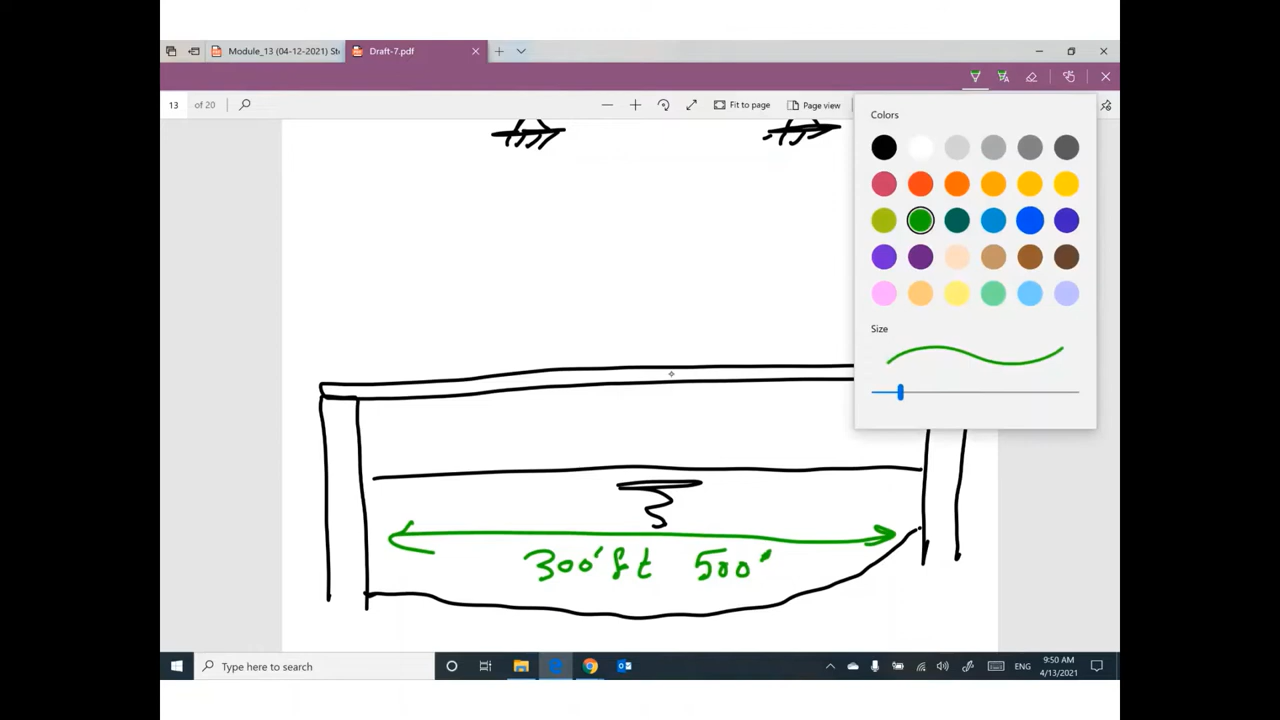 Module_13 (04-12-2021) St
Draft-7.pdf
13 of 20
Fit to page
Page view
Colors
Size
300' ft 500'
Type here to search
ENG
9:50 AM
4/13/2021